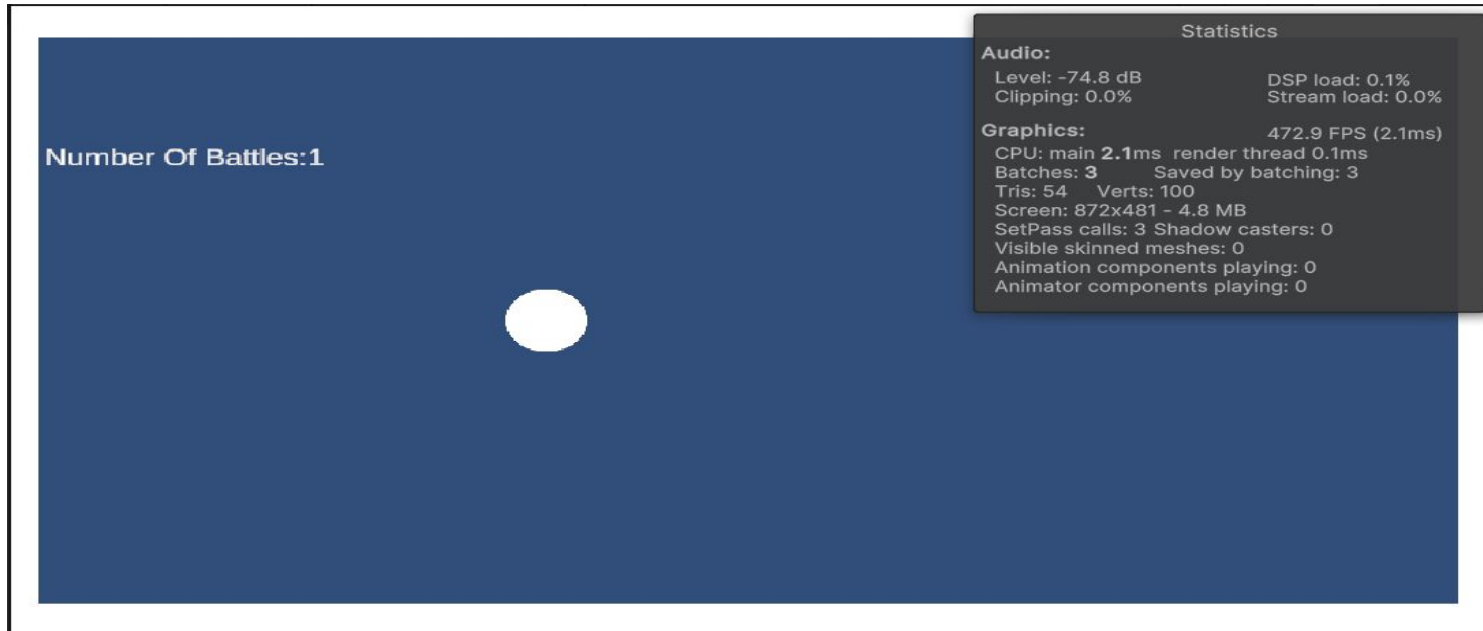 Statistics
Audio:
Level: -74.8 dB DSP load: 0.1%
Clipping: 0.0% Stream load: 0.0%
Graphics: 472.9 FPS (2.1ms)
CPU: main 2.1ms render thread 0.1ms
Batches: 3 Saved by batching: 3
Tris: 54 Verts: 100
Screen: 872x481 - 4.8 MB
SetPass calls: 3 Shadow casters: 0
Visible skinned meshes: 0
Animation components playing: 0
Animator components playing: 0
Number Of Battles:1